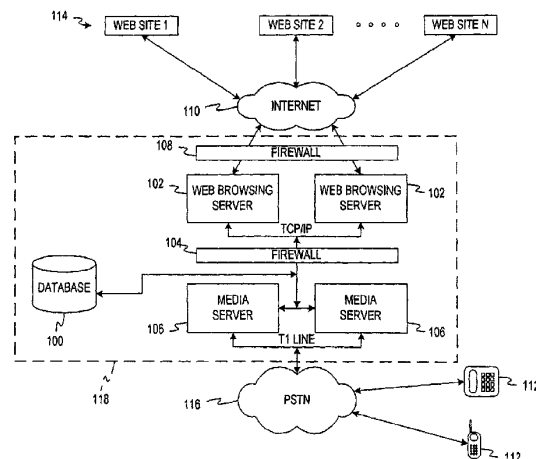 114
WEB SITE 1
WEB SITE 2
WEB SITE N
INTERNET
110
108
FIREWALL
102
WEB BROWSING SERVER
WEB BROWSING SERVER
102
TCP/IP
104
FIREWALL
DATABASE
100
MEDIA SERVER
MEDIA SERVER
106
106
T1 LINE
118
116
PSTN
112
112